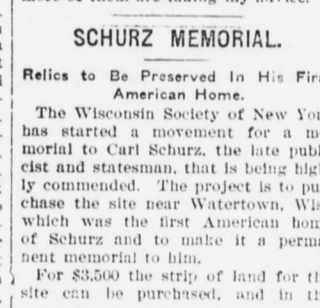 SCHURZ MEMORIAL.
Relics to Be Preserved In His Fir
American Home.
The Wisconsin Society of New Yor
has started a movement for a m
morial to Carl Schurz, the late publ
cist and statesman, that is being hig
ly commended. The project is to pu
chase the site near Watertown, Wis
which was the first American hom
of Schurz and to make it a perma
nent memorial to him.
For $3,500 the strip of land for th
site can be purchased, and in th